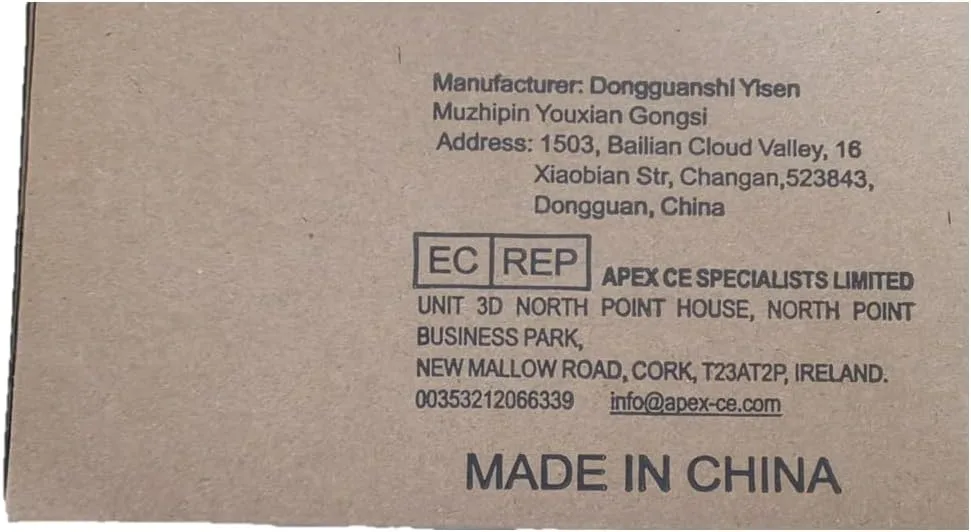 Manufacturer: Dongguanshi Yisen
Muzhipin Youxian Gongsi
Address: 1503, Bailian Cloud Valley, 16
Xiaobian Str, Changan,523843,
Dongguan, China
EC REP APEX CE SPECIALISTS LIMITED
UNIT 3D NORTH POINT HOUSE, NORTH POINT
BUSINESS PARK,
NEW MALLOW ROAD, CORK, T23AT2P, IRELAND.
00353212066339 info@apex-ce.com
MADE IN CHINA